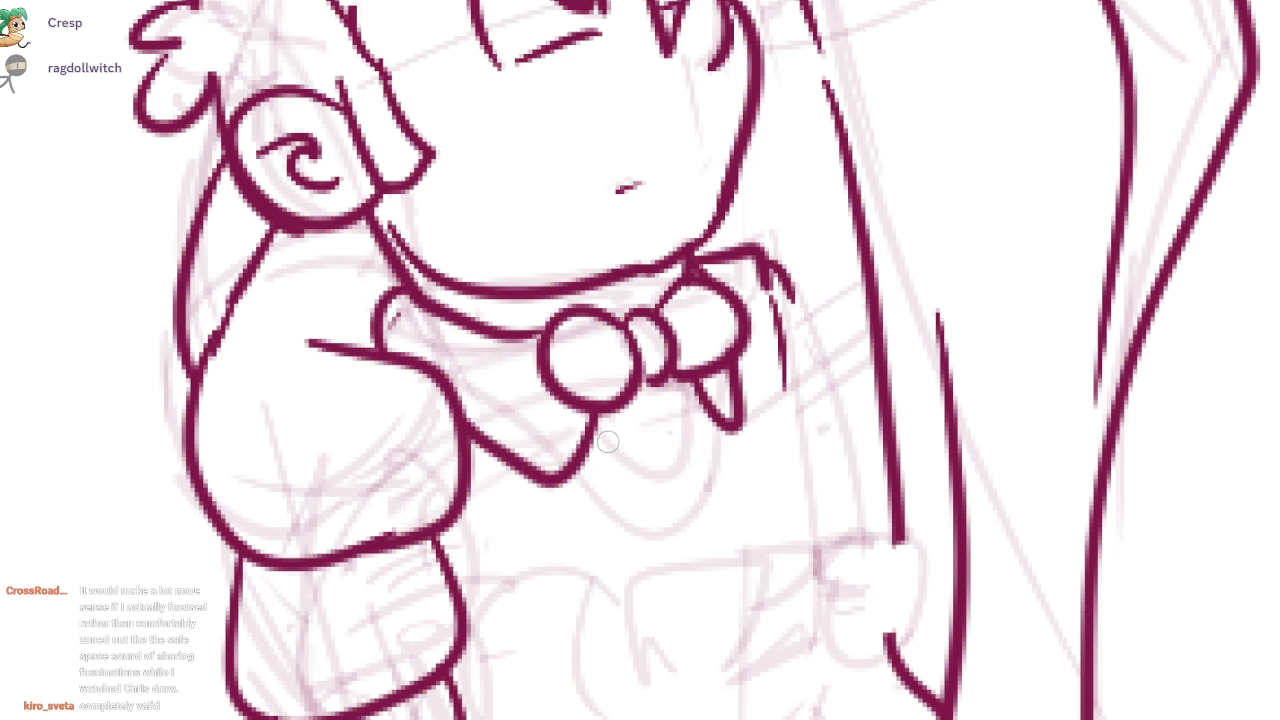 Cresp
ragdollwitch
CrossRoad... It would make a lot more
sense if I actually focused
rather than comfortably
zoned out the the safe
space sound of sharing
fascinations while I
watched Chris draw.
kiro_sveta completely valid